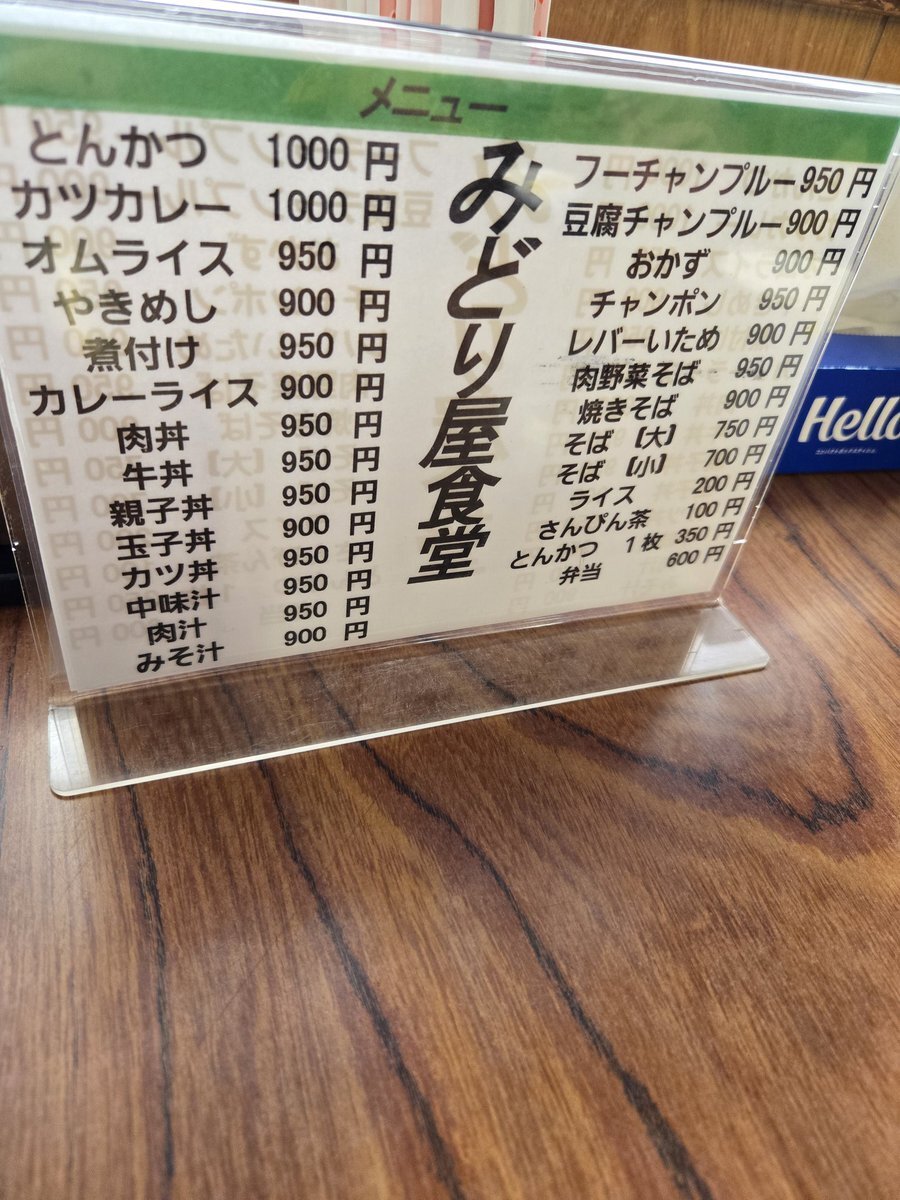 メニュー
とんかつ 1000 円
カツカレー 1000 円
オムライス 950 円
やきめし 900 円
煮付け 950 円
カレーライス 900 円
肉丼 950 円
牛丼 950 円
親子丼 950 円
玉子丼 900 円
カツ丼 950 円
中味汁 950 円
肉汁 950 円
みそ汁 900 円
みどり屋食堂
フーチャンプルー 950 円
豆腐チャンプルー 900 円
おかず 900 円
チャンポン 950 円
レバーいため 900 円
肉野菜そば 950 円
焼きそば 900 円
そば 【大】 750 円
そば 【小】 700 円
ライス 200 円
さんぴん茶 100 円
とんかつ 1枚 350 円
弁当 600 円
Hello